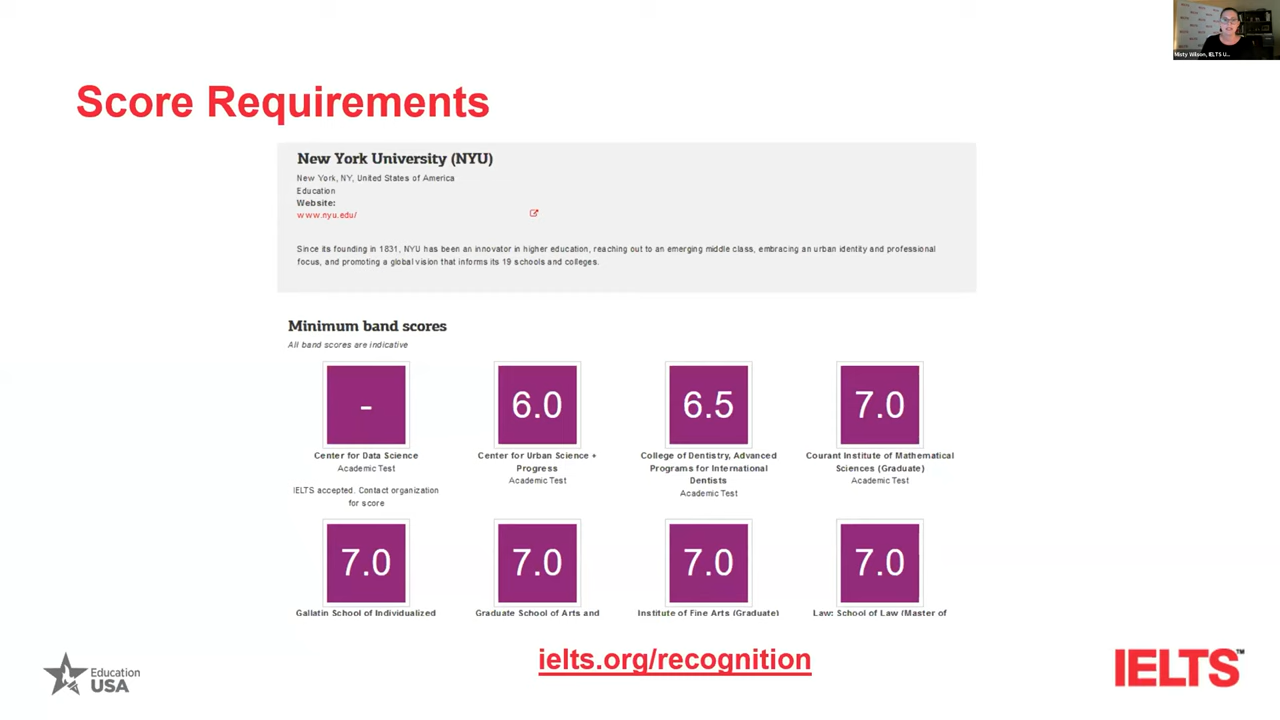 Misty Wilson, IELTS U...
Score Requirements
New York University (NYU)
New York, NY, United States of America
Education
Website:
www.nyu.edu/
Since its founding in 1831, NYU has been an innovator in higher education, reaching out to an emerging middle class, embracing an urban identity and professional
focus, and promoting a global vision that informs its 19 schools and colleges.
Minimum band scores
All band scores are indicative
-
6.0
6.5
7.0
Center for Data Science
Academic Test
IELTS accepted. Contact organization
for score
Center for Urban Science +
Progress
Academic Test
College of Dentistry, Advanced
Programs for International
Dentists
Academic Test
Courant Institute of Mathematical
Sciences (Graduate)
Academic Test
7.0
7.0
7.0
7.0
Gallatin School of Individualized
Graduate School of Arts and
Institute of Fine Arts (Graduate)
Law: School of Law (Master of
ielts.org/recognition
Education
USA
IELTS™